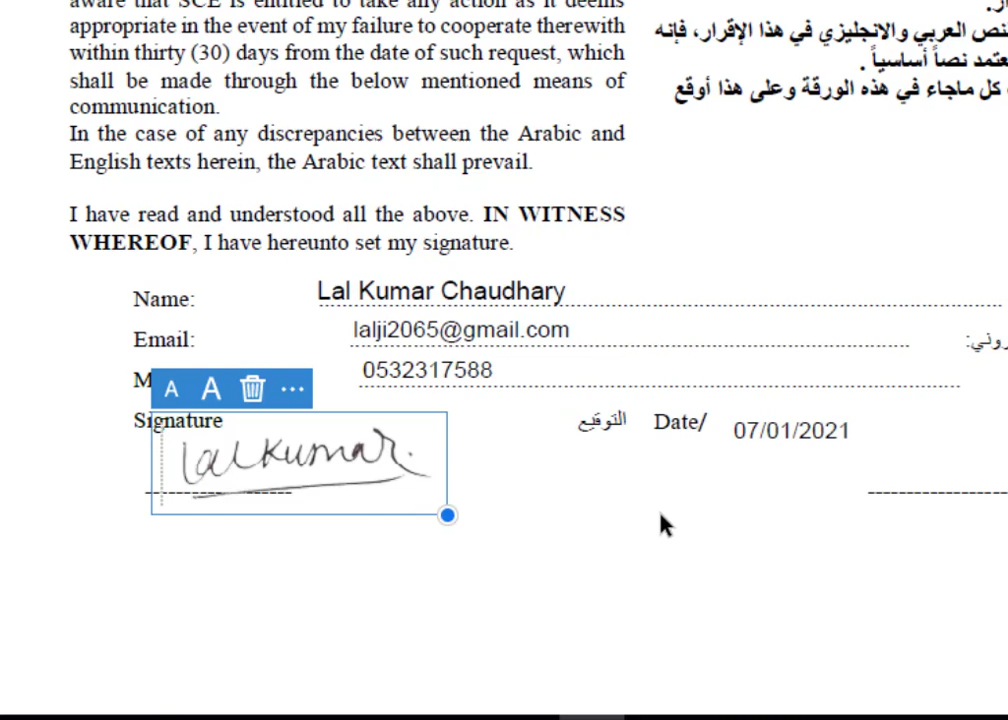 aware that SCE is entitled to take any action as it deems
appropriate in the event of my failure to cooperate therewith
within thirty (30) days from the date of such request, which
shall be made through the below mentioned means of
communication.
In the case of any discrepancies between the Arabic and
English texts herein, the Arabic text shall prevail.
نص العربي والانجليزي في هذا الإقرار، فإنه
عتمد نصاً أساسياً .
كل ماجاء في هذه الورقة وعلى هذا أوقع
I have read and understood all the above. IN WITNESS
WHEREOF, I have hereunto set my signature.
Name: Lal Kumar Chaudhary
Email: lalji2065@gmail.com
M A A ... 0532317588
Signature التوقيع Date/ 07/01/2021
lalkumar.